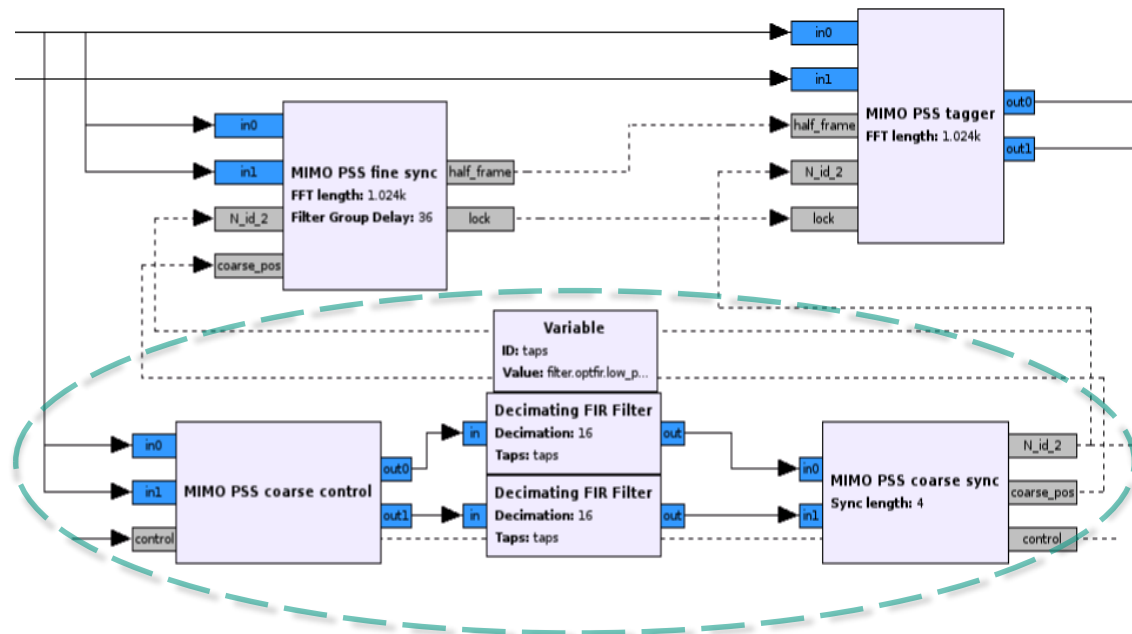 in0
in1
half_frame
N_id_2
lock
MIMO PSS tagger
FFT length: 1.024k
out0
out1
in0
in1
N_id_2
coarse_pos
MIMO PSS fine sync
FFT length: 1.024k
Filter Group Delay: 36
half_frame
lock
Variable
ID: taps
Value: filter.optfir.low_p...
in0
in1
control
MIMO PSS coarse control
out0
out1
in
Decimating FIR Filter
Decimation: 16
Taps: taps
out
in
Decimating FIR Filter
Decimation: 16
Taps: taps
out
in0
in1
MIMO PSS coarse sync
Sync length: 4
N_id_2
coarse_pos
control